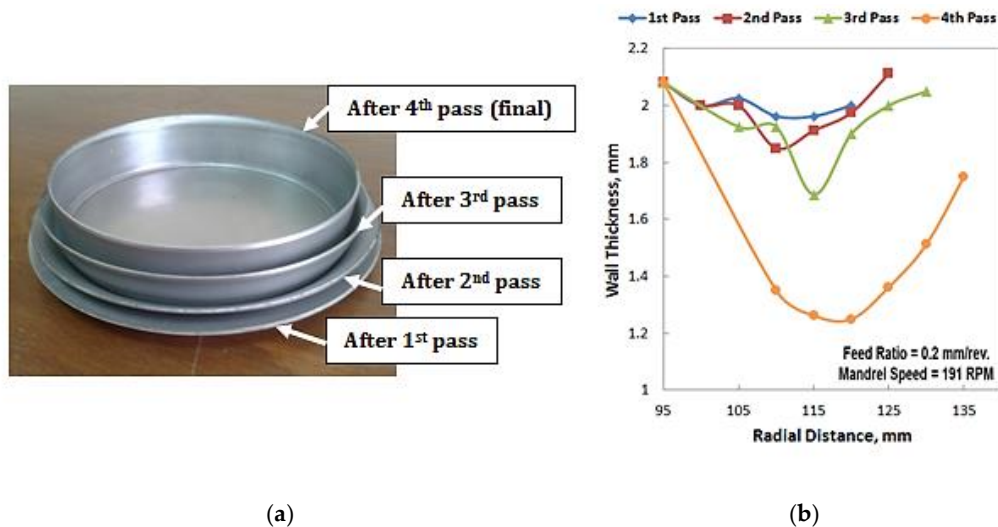 After 4th pass (final)
After 3rd pass
After 2nd pass
After 1st pass
(a)
1st Pass 2nd Pass 3rd Pass 4th Pass
Wall Thickness, mm
2.2
2
1.8
1.6
1.4
1.2
1
Feed Ratio = 0.2 mm/rev.
Mandrel Speed = 191 RPM
95 105 115 125 135
Radial Distance, mm
(b)